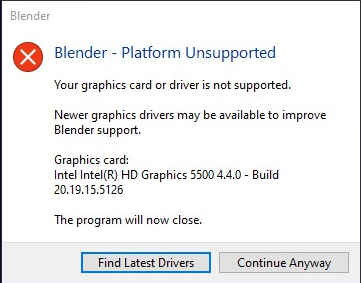 Blender
Blender - Platform Unsupported
Your graphics card or driver is not supported.
Newer graphics drivers may be available to improve
Blender support.
Graphics card:
Intel Intel(R) HD Graphics 5500 4.4.0 - Build
20.19.15.5126
The program will now close.
Find Latest Drivers
Continue Anyway